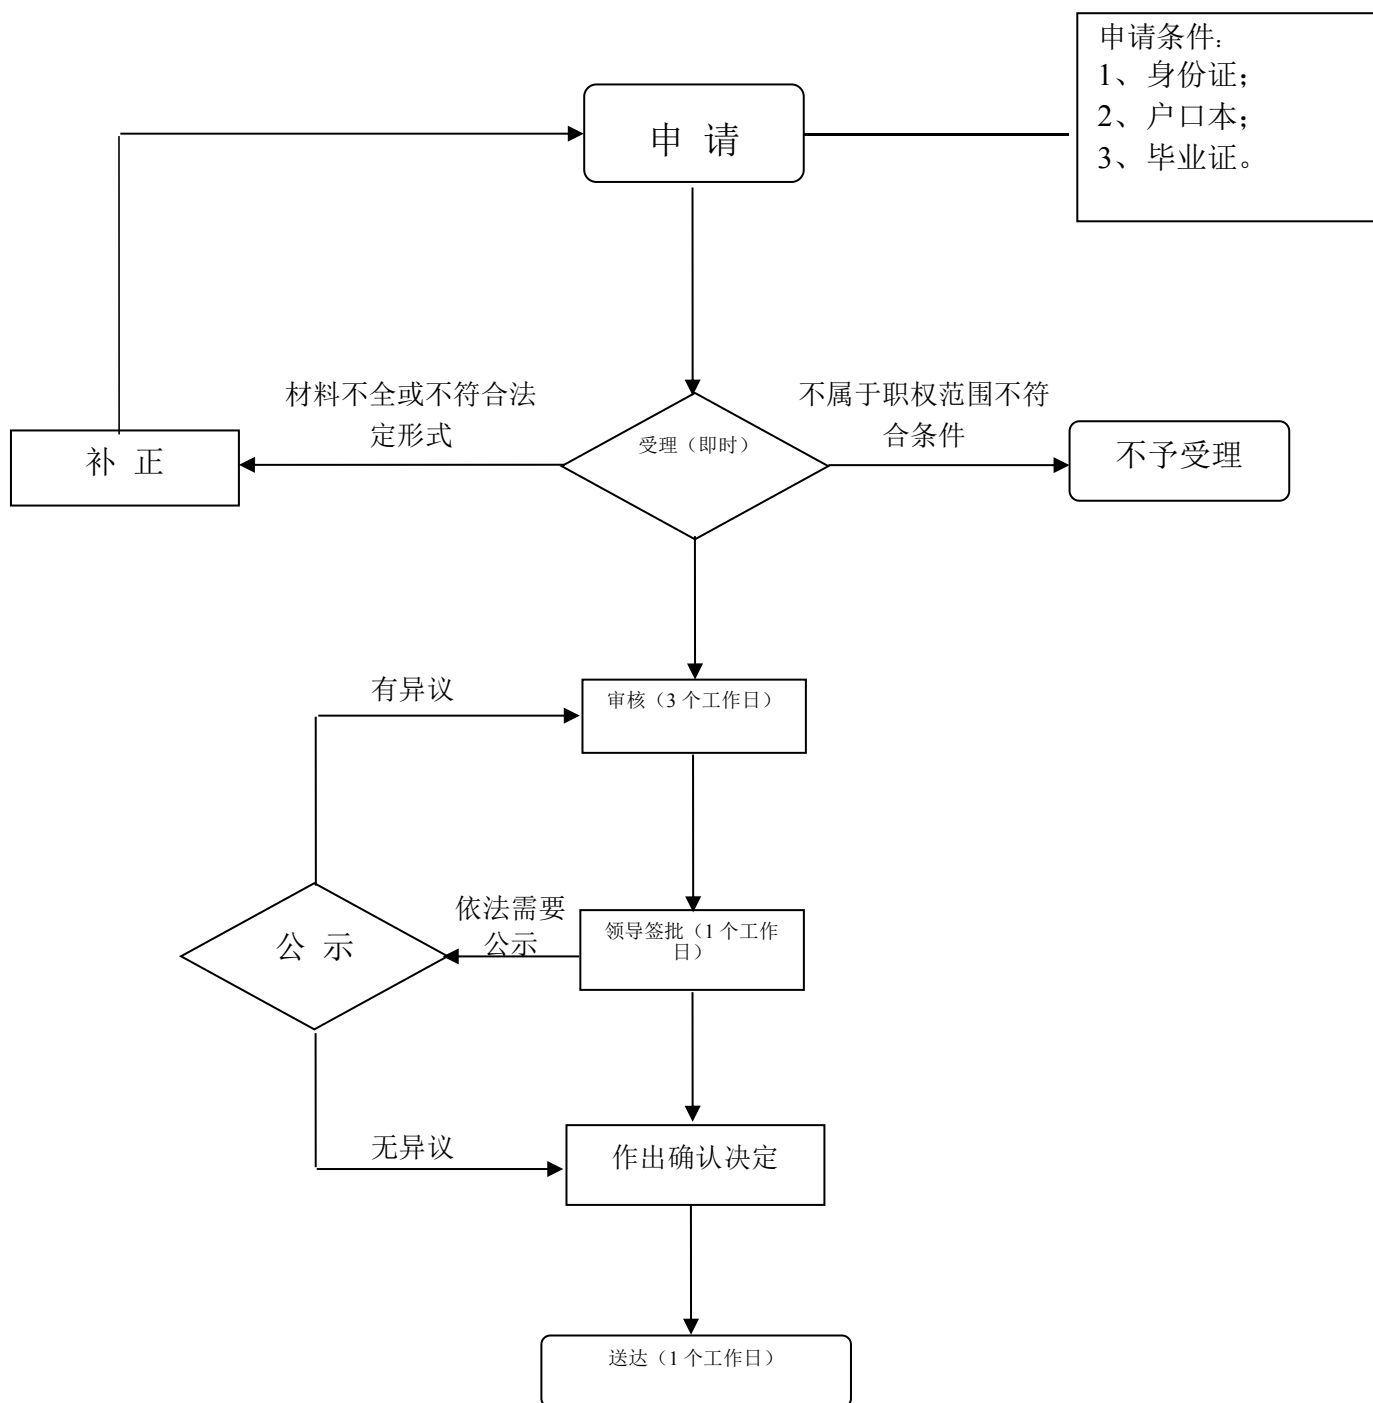 申请条件:
1、身份证;
2、户口本;
3、毕业证。
申 请
材料不全或不符合法
定形式
不属于职权范围不符
合条件
补 正
受理（即时）
不予受理
有异议
审核（3 个工作日）
依法需要
公示
领导签批（1 个工作
日）
公 示
无异议
作出确认决定
送达（1 个工作日）